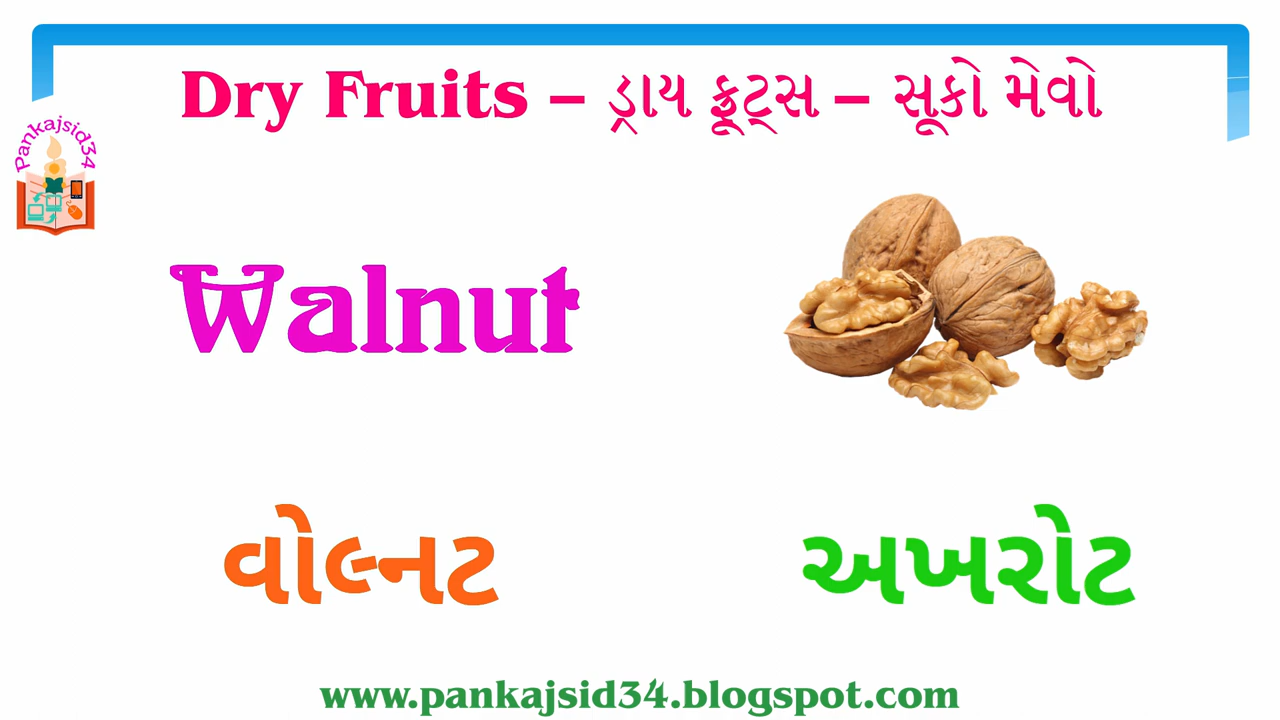 Dry Fruits – ડ્રાય ફ્રૂટ્સ – સૂકો મેવો
Pankajsid34
Walnut
વોલ્નટ
અખરોટ
www.pankajsid34.blogspot.com